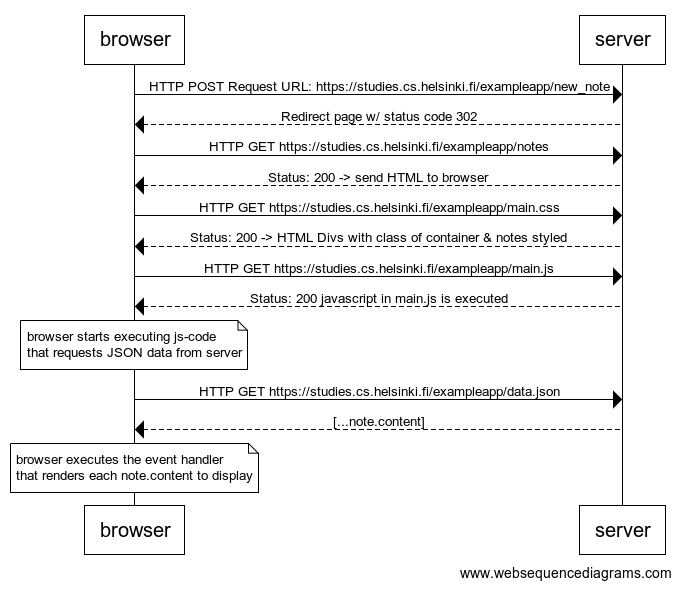 browser
server
HTTP POST Request URL: https://studies.cs.helsinki.fi/exampleapp/new_note
Redirect page w/ status code 302
HTTP GET https://studies.cs.helsinki.fi/exampleapp/notes
Status: 200 -> send HTML to browser
HTTP GET https://studies.cs.helsinki.fi/exampleapp/main.css
Status: 200 -> HTML Divs with class of container & notes styled
HTTP GET https://studies.cs.helsinki.fi/exampleapp/main.js
Status: 200 javascript in main.js is executed
browser starts executing js-code
that requests JSON data from server
HTTP GET https://studies.cs.helsinki.fi/exampleapp/data.json
[...note.content]
browser executes the event handler
that renders each note.content to display
browser
server
www.websequencediagrams.com